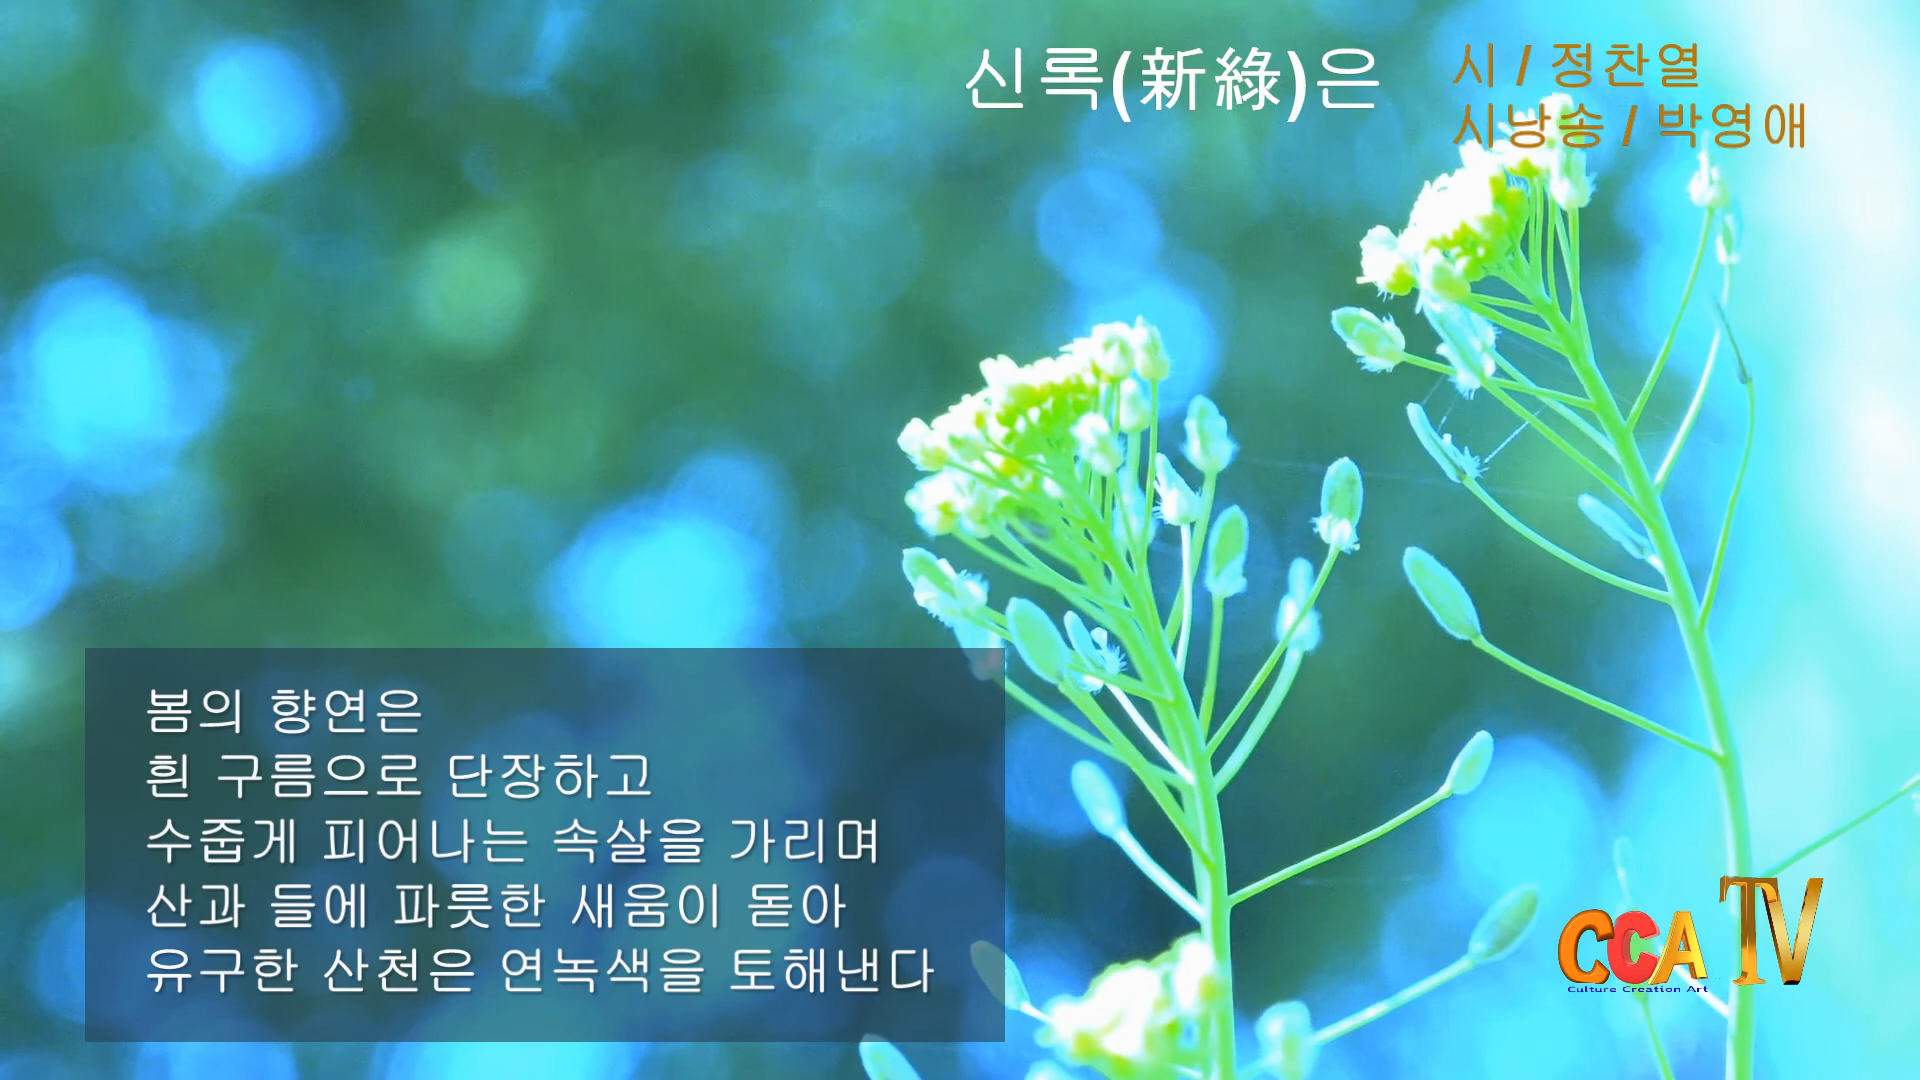 신록(新綠)은
시 / 정찬열
시낭송 / 박영애
봄의 향연은
흰 구름으로 단장하고
수줍게 피어나는 속살을 가리며
산과 들에 파릇한 새움이 돋아
유구한 산천은 연녹색을 토해낸다
CCA TV
Culture Creation Art